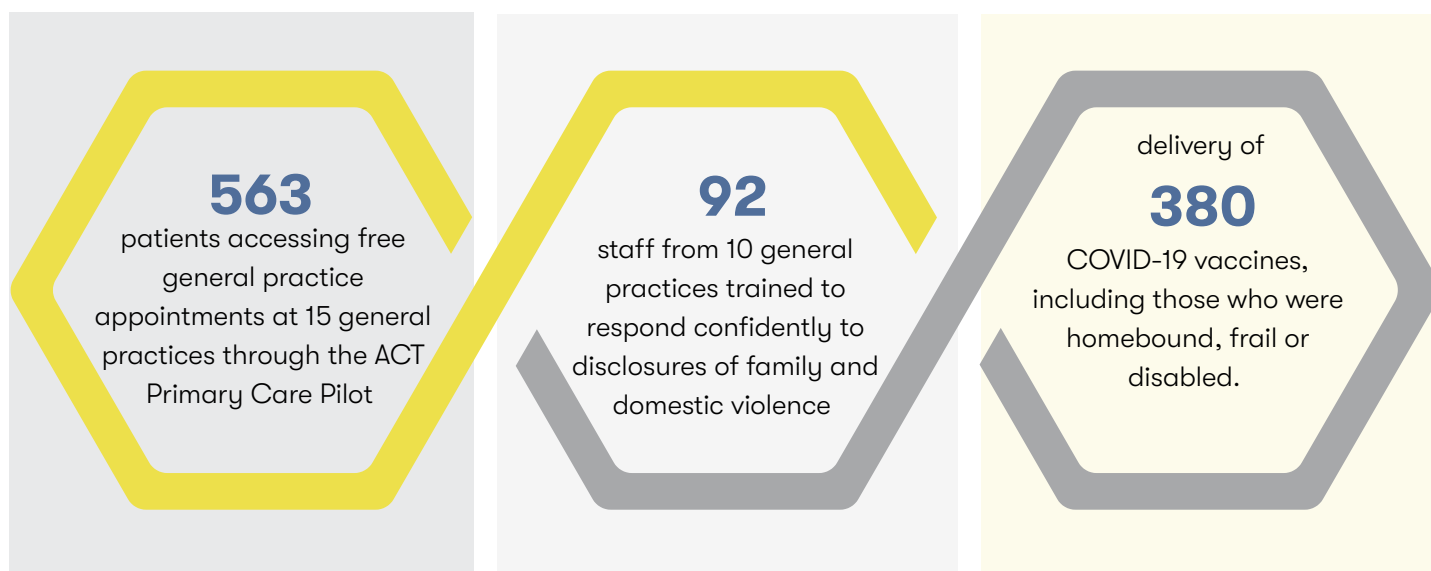 563
patients accessing free
general practice
appointments at 15 general
practices through the ACT
Primary Care Pilot
92
staff from 10 general
practices trained to
respond confidently to
disclosures of family and
domestic violence
delivery of
380
COVID-19 vaccines,
including those who were
homebound, frail or
disabled.